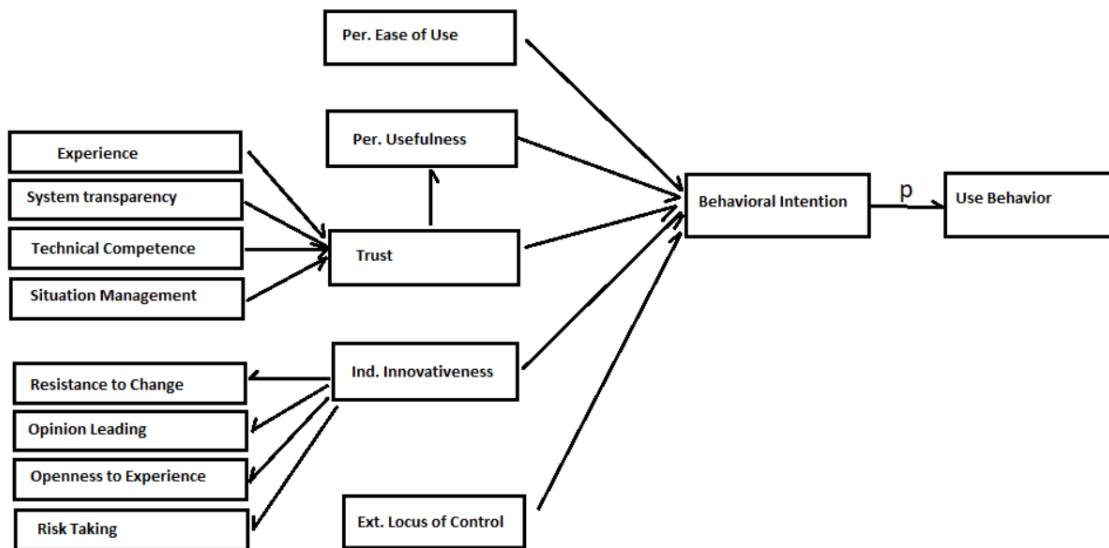 Per. Ease of Use
Per. Usefulness
Experience
System transparency
Technical Competence
Situation Management
Trust
Behavioral Intention
p
Use Behavior
Ind. Innovativeness
Resistance to Change
Opinion Leading
Openness to Experience
Risk Taking
Ext. Locus of Control